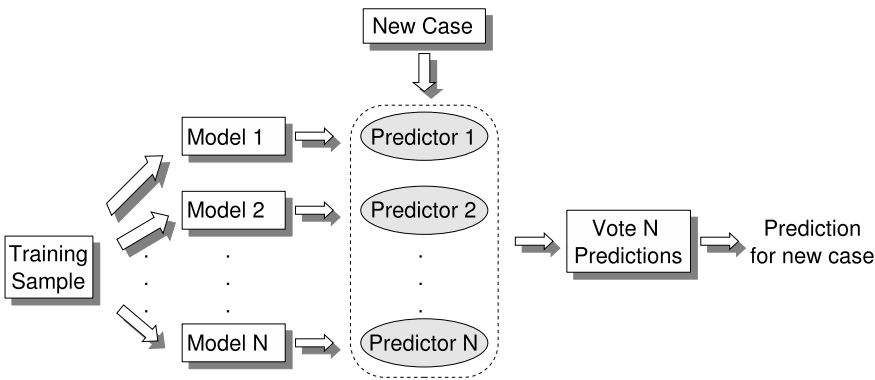 New Case
Model 1
Predictor 1
Model 2
Predictor 2
Training
Sample
Vote N
Predictions
Prediction
for new case
Model N
Predictor N